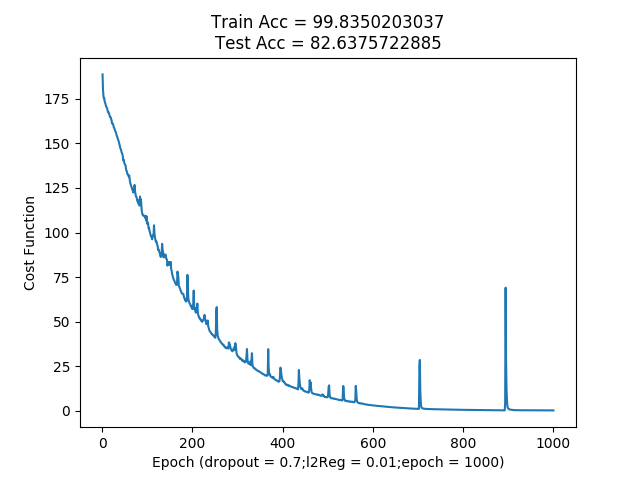 Train Acc = 99.8350203037
Test Acc = 82.6375722885
175
150
125
100
75
50
25
0
Cost Function
0 200 400 600 800 1000
Epoch (dropout = 0.7;l2Reg = 0.01;epoch = 1000)